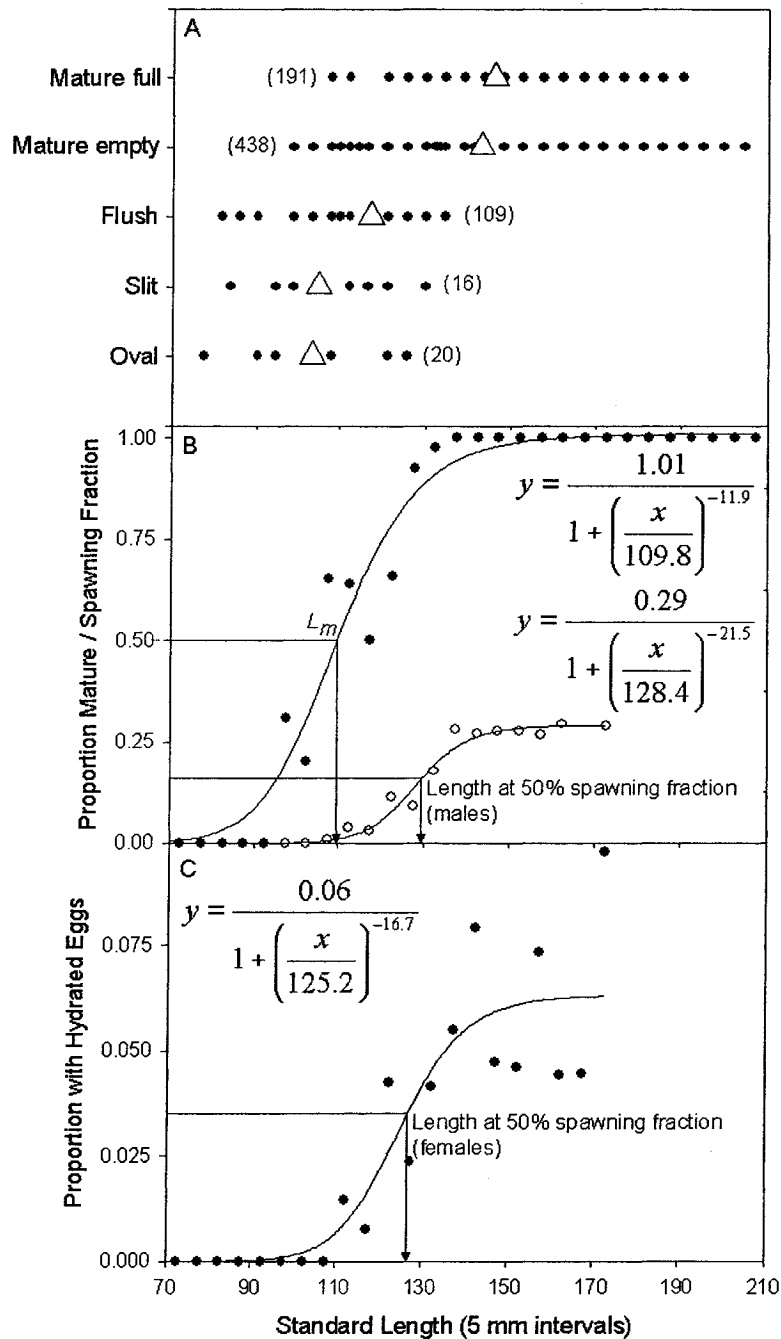 A
Mature full
(191)
Mature empty
(438)
Flush
(109)
Slit
(16)
Oval
(20)
B
Proportion Mature / Spawning Fraction
1.00
0.75
0.50
0.25
0.00
Lm
y = 1.01 / 1 + (x / 109.8)^-11.9
y = 0.29 / 1 + (x / 128.4)^-21.5
Length at 50% spawning fraction
(males)
C
Proportion with Hydrated Eggs
0.075
0.050
0.025
0.000
y = 0.06 / 1 + (x / 125.2)^-16.7
Length at 50% spawning fraction
(females)
70 90 110 130 150 170 190 210
Standard Length (5 mm intervals)